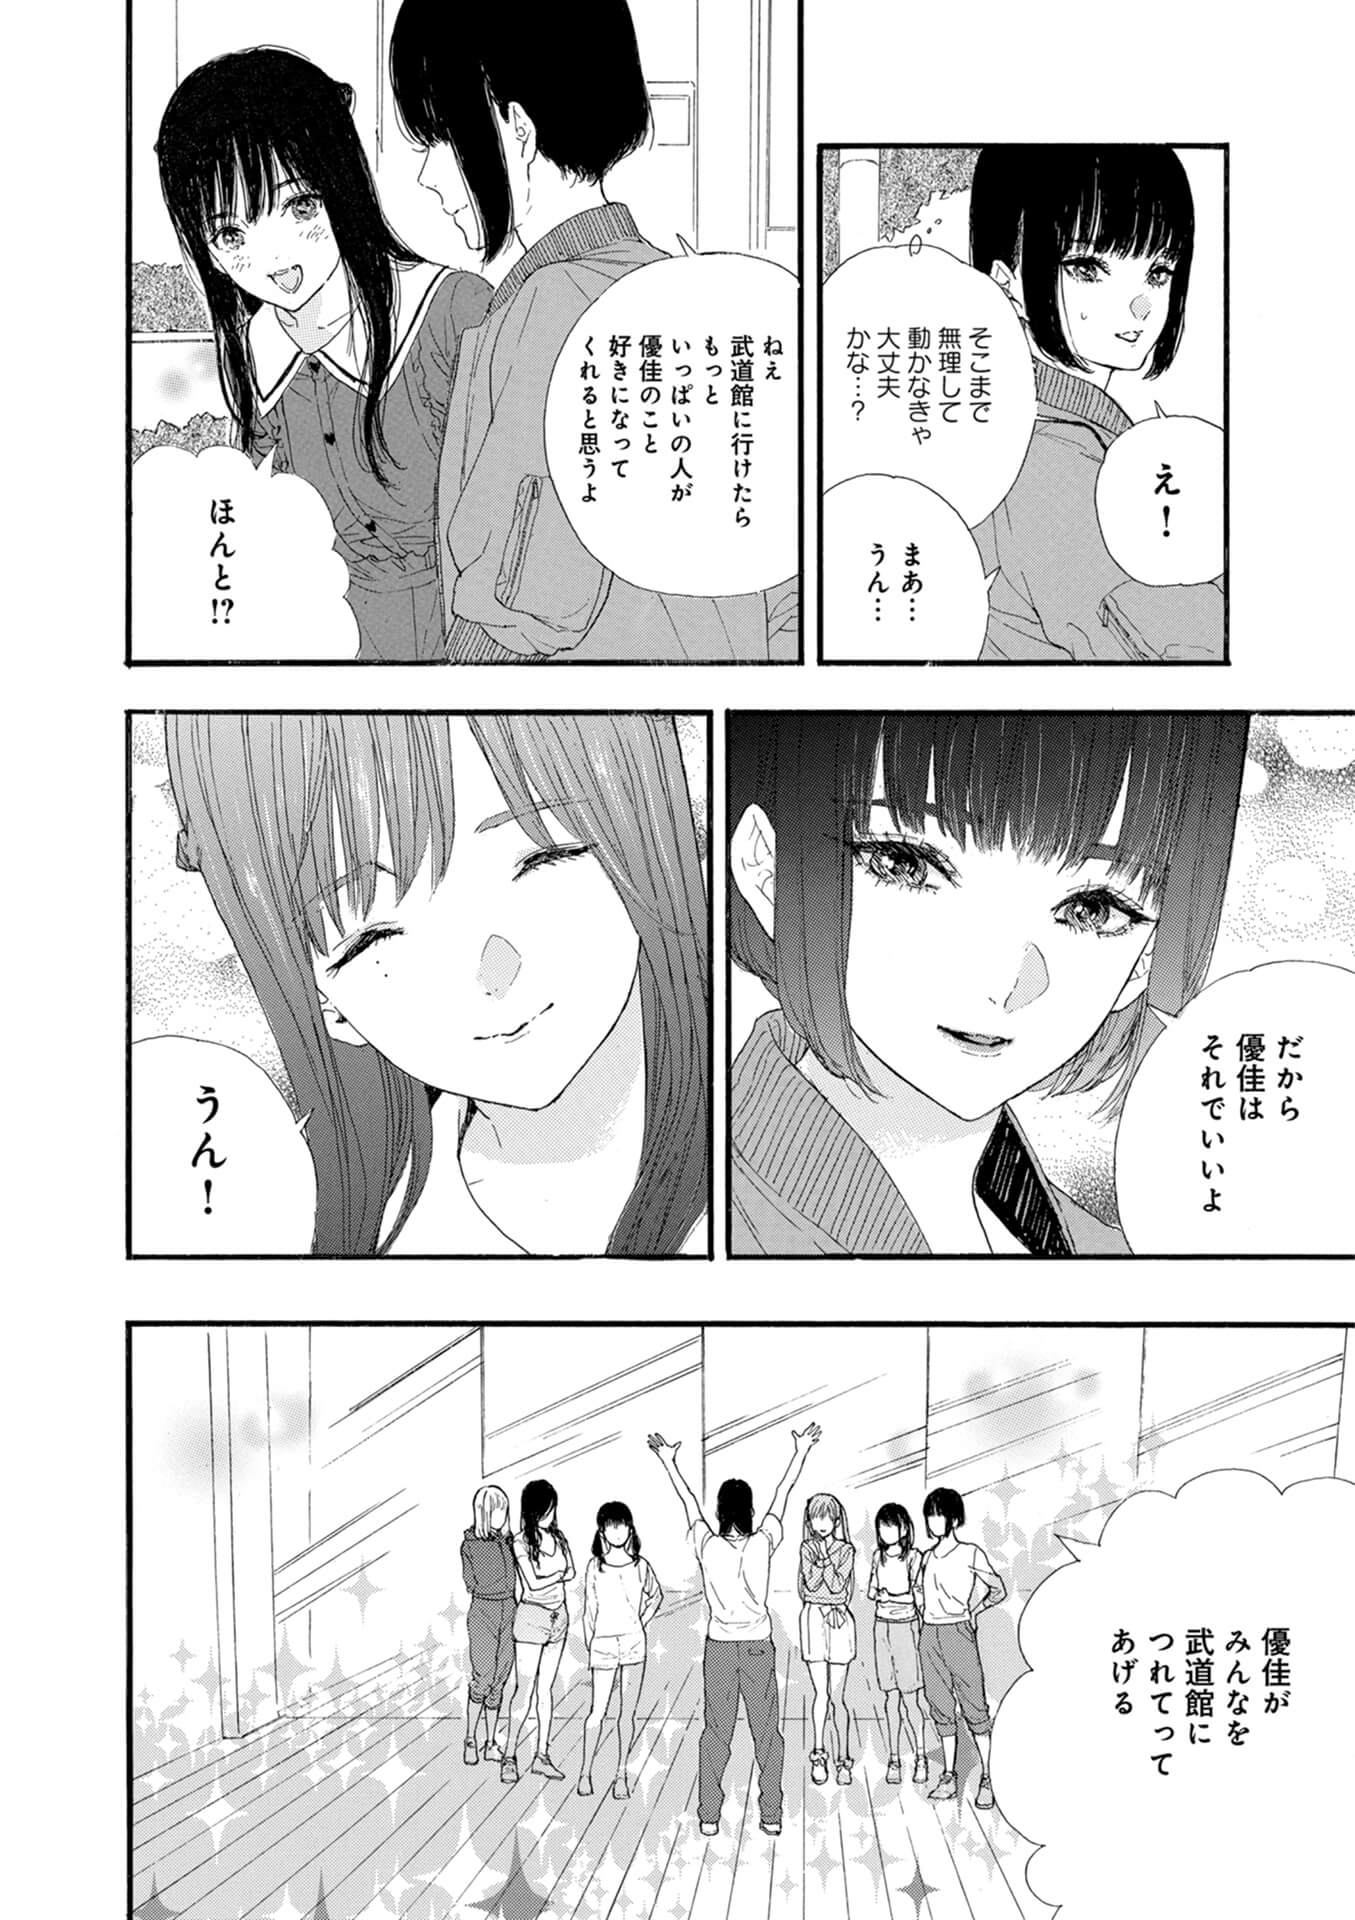 え！
そこまで
無理して
動かなきゃ
大丈夫
かな…？
まあ…
うん…
ねえ
武道館に行けたら
もっと
いっぱいの人が
優佳のこと
好きになって
くれると思うよ
ほんと!?
だから
優佳は
それでいいよ
うん！
優佳が
みんなを
武道館に
つれてって
あげる